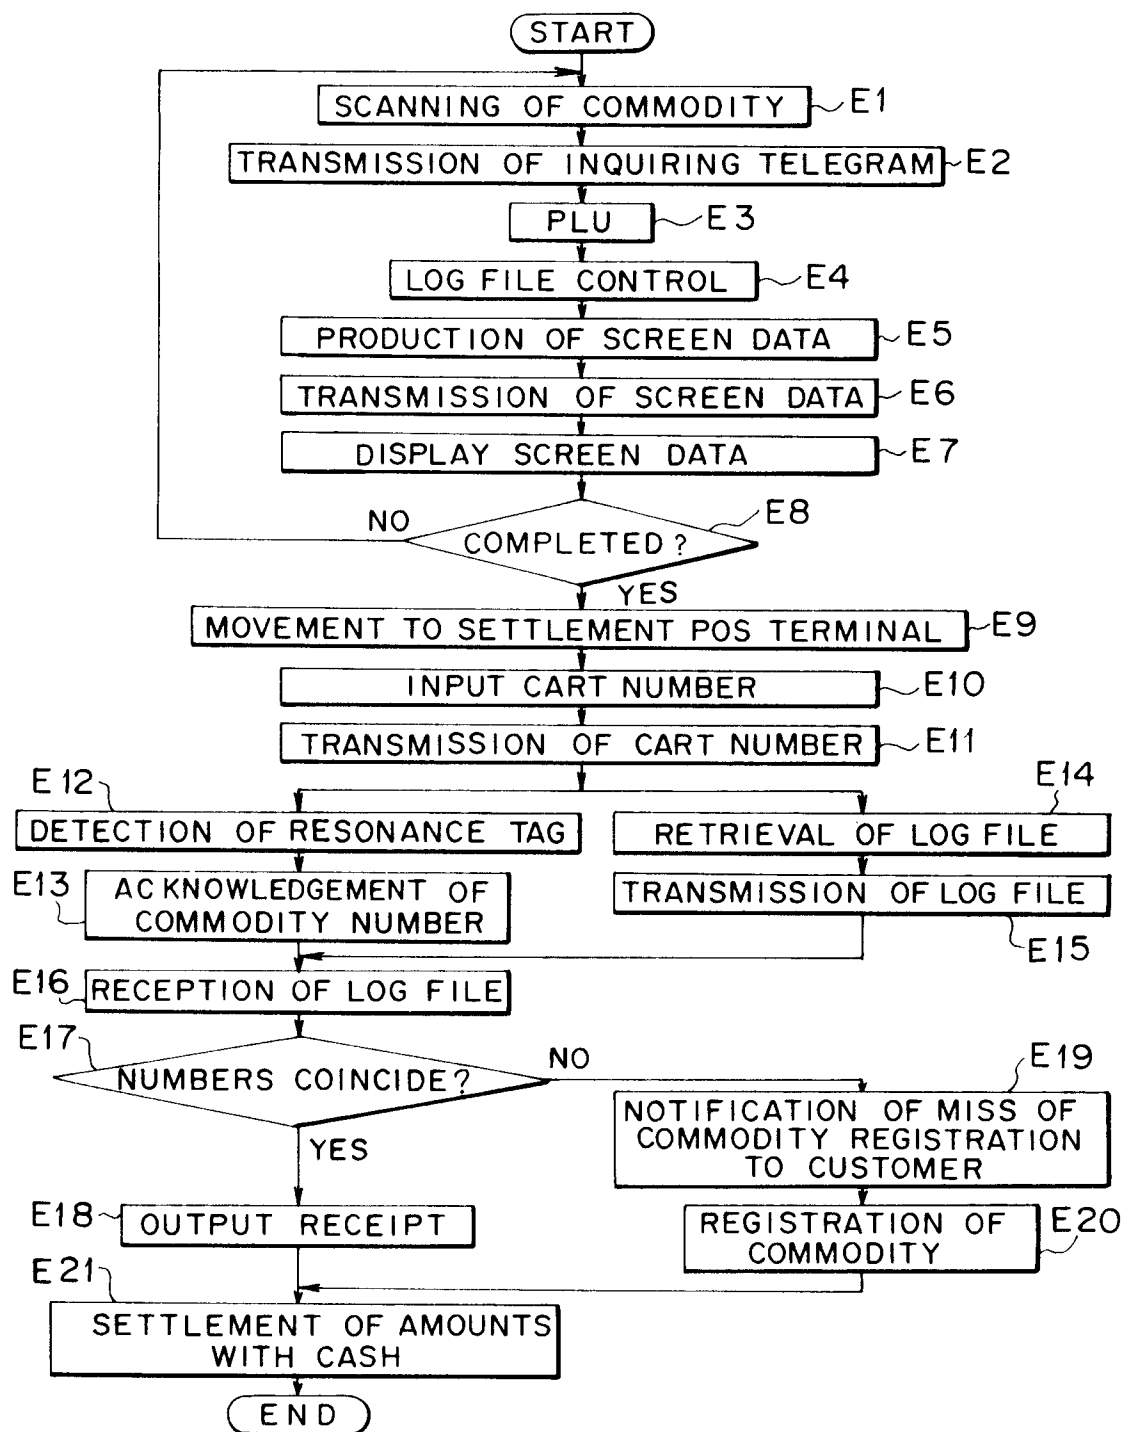 START
SCANNING OF COMMODITY
E1
TRANSMISSION OF INQUIRING TELEGRAM
E2
PLU
E3
LOG FILE CONTROL
E4
PRODUCTION OF SCREEN DATA
E5
TRANSMISSION OF SCREEN DATA
E6
DISPLAY SCREEN DATA
E7
E8
NO
COMPLETED?
YES
MOVEMENT TO SETTLEMENT POS TERMINAL
E9
INPUT CART NUMBER
E10
TRANSMISSION OF CART NUMBER
E11
E12
DETECTION OF RESONANCE TAG
E14
RETRIEVAL OF LOG FILE
E13
ACKNOWLEDGEMENT OF
COMMODITY NUMBER
TRANSMISSION OF LOG FILE
E15
E16
RECEPTION OF LOG FILE
E17
NUMBERS COINCIDE?
NO
YES
E19
NOTIFICATION OF MISS OF
COMMODITY REGISTRATION
TO CUSTOMER
E18
OUTPUT RECEIPT
REGISTRATION OF
COMMODITY
E20
E21
SETTLEMENT OF AMOUNTS
WITH CASH
END